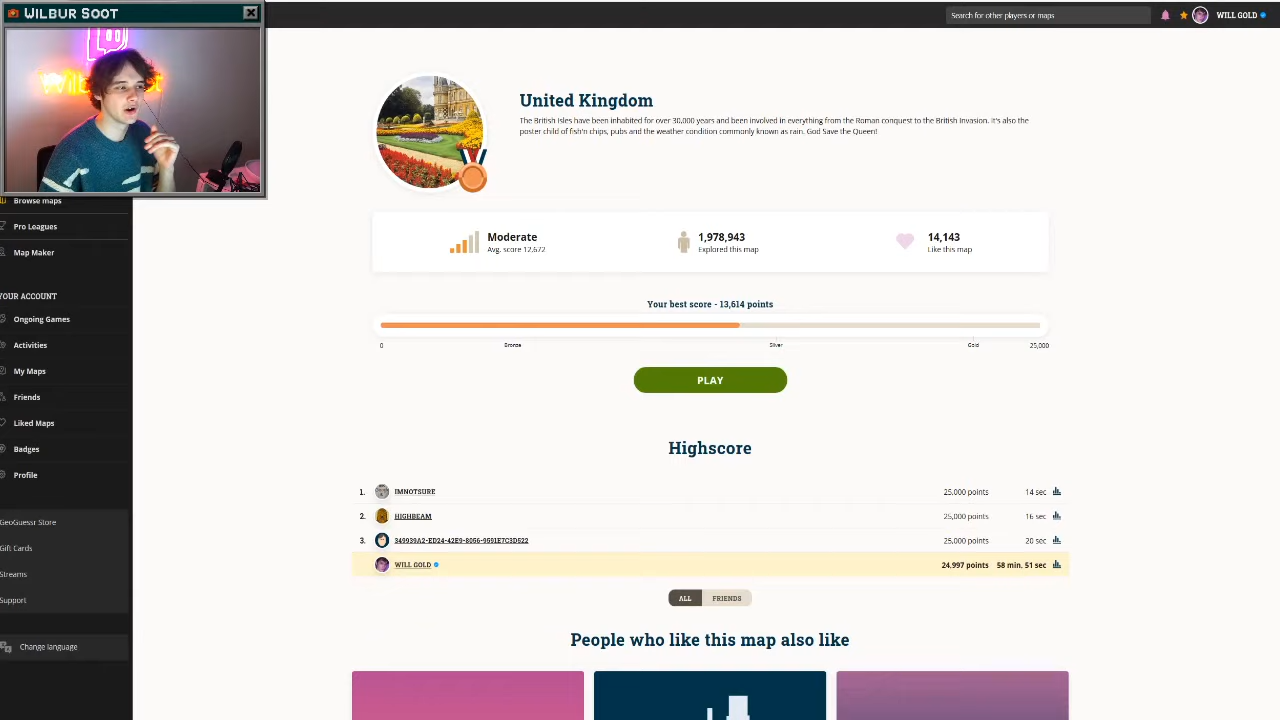 WILBUR SOOT
Search for other players or maps
WILL GOLD
United Kingdom
The British Isles have been inhabited for over 30,000 years and been involved in everything from the Roman conquest to the British Invasion. It's also the
poster child of fish'n chips, pubs and the weather condition commonly known as rain. God Save the Queen!
Browse maps
Pro Leagues
Map Maker
YOUR ACCOUNT
Ongoing Games
Activities
My Maps
Friends
Liked Maps
Badges
Profile
GeoGuessr Store
Gift Cards
Streams
Support
Change language
Moderate
Avg. score 12,672
1,978,943
Explored this map
14,143
Like this map
Your best score - 13,614 points
0 Bronze Silver Gold 25,000
PLAY
Highscore
1. IMNOTSURE 25,000 points 14 sec
2. HIGHBEAM 25,000 points 16 sec
3. 349939A2-ED24-42E9-8056-9591E7C3D522 25,000 points 20 sec
WILL GOLD 24,997 points 58 min, 51 sec
ALL FRIENDS
People who like this map also like